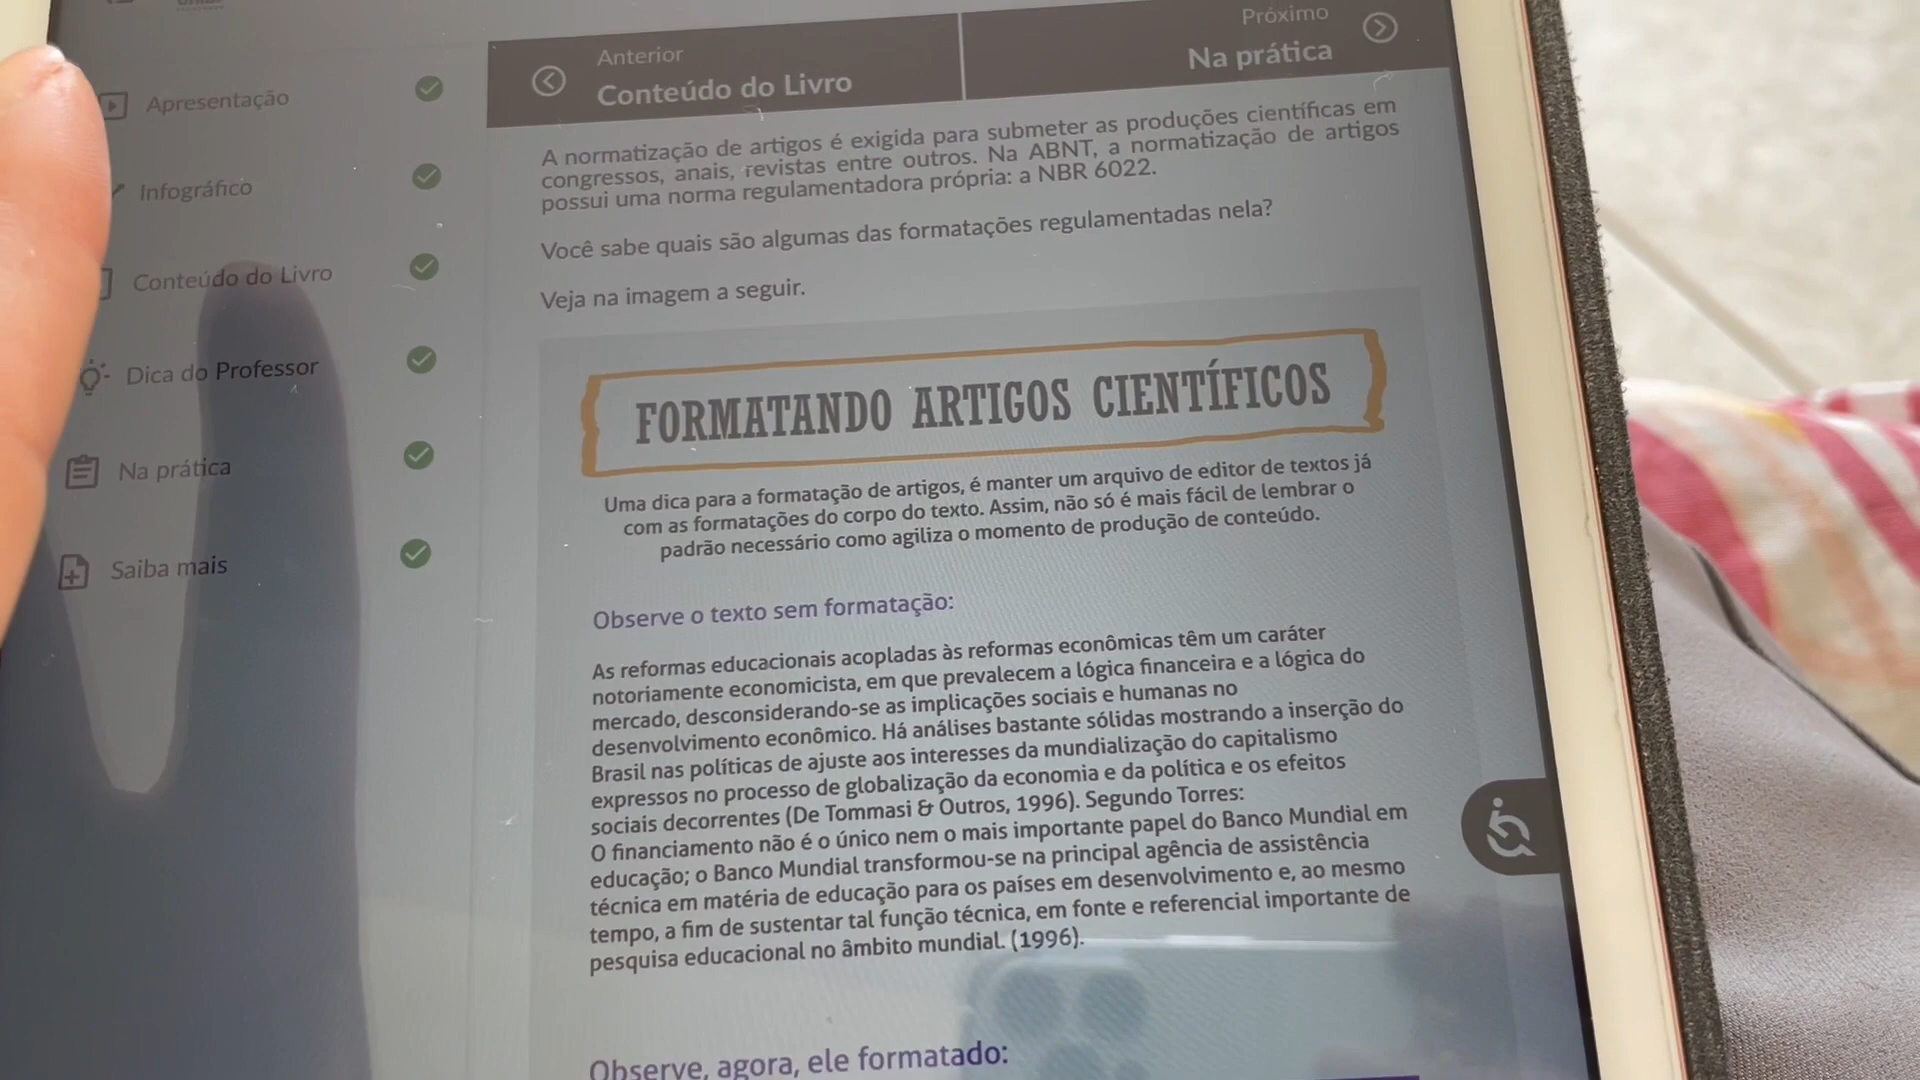 Anterior
Conteúdo do Livro
Próximo
Na prática
Apresentação
Infográfico
Conteúdo do Livro
Dica do Professor
Na prática
Saiba mais
A normatização de artigos é exigida para submeter as produções científicas em
congressos, anais, revistas entre outros. Na ABNT, a normatização de artigos
possui uma norma regulamentadora própria: a NBR 6022.
Você sabe quais são algumas das formatações regulamentadas nela?
Veja na imagem a seguir.
FORMATANDO ARTIGOS CIENTÍFICOS
Uma dica para a formatação de artigos, é manter um arquivo de editor de textos já
com as formatações do corpo do texto. Assim, não só é mais fácil de lembrar o
padrão necessário como agiliza o momento de produção de conteúdo.
Observe o texto sem formatação:
As reformas educacionais acopladas às reformas econômicas têm um caráter
notoriamente economicista, em que prevalecem a lógica financeira e a lógica do
mercado, desconsiderando-se as implicações sociais e humanas no
desenvolvimento econômico. Há análises bastante sólidas mostrando a inserção do
Brasil nas políticas de ajuste aos interesses da mundialização do capitalismo
expressos no processo de globalização da economia e da política e os efeitos
sociais decorrentes (De Tommasi & Outros, 1996). Segundo Torres:
O financiamento não é o único nem o mais importante papel do Banco Mundial em
educação; o Banco Mundial transformou-se na principal agência de assistência
técnica em matéria de educação para os países em desenvolvimento e, ao mesmo
tempo, a fim de sustentar tal função técnica, em fonte e referencial importante de
pesquisa educacional no âmbito mundial. (1996).
Observe, agora, ele formatado: